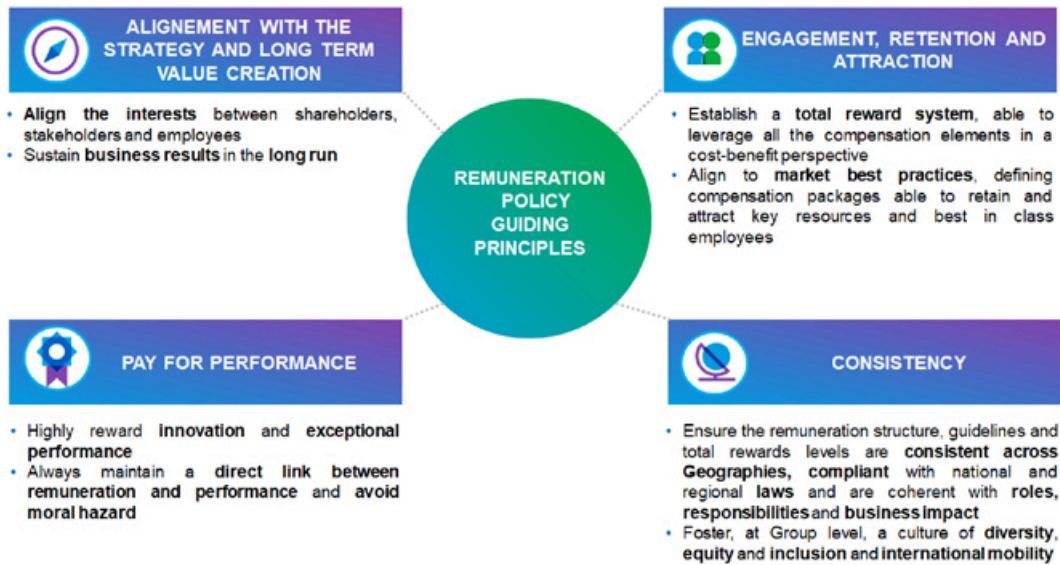 ALIGNEMENT WITH THE
STRATEGY AND LONG TERM
VALUE CREATION
• Align the interests between shareholders,
stakeholders and employees
• Sustain business results in the long run
ENGAGEMENT, RETENTION AND
ATTRACTION
• Establish a total reward system, able to
leverage all the compensation elements in a
cost-benefit perspective
• Align to market best practices, defining
compensation packages able to retain and
attract key resources and best in class
employees
REMUNERATION
POLICY
GUIDING
PRINCIPLES
PAY FOR PERFORMANCE
• Highly reward innovation and exceptional
performance
• Always maintain a direct link between
remuneration and performance and avoid
moral hazard
CONSISTENCY
• Ensure the remuneration structure, guidelines and
total rewards levels are consistent across
Geographies, compliant with national and
regional laws and are coherent with roles,
responsibilities and business impact
• Foster, at Group level, a culture of diversity,
equity and inclusion and international mobility